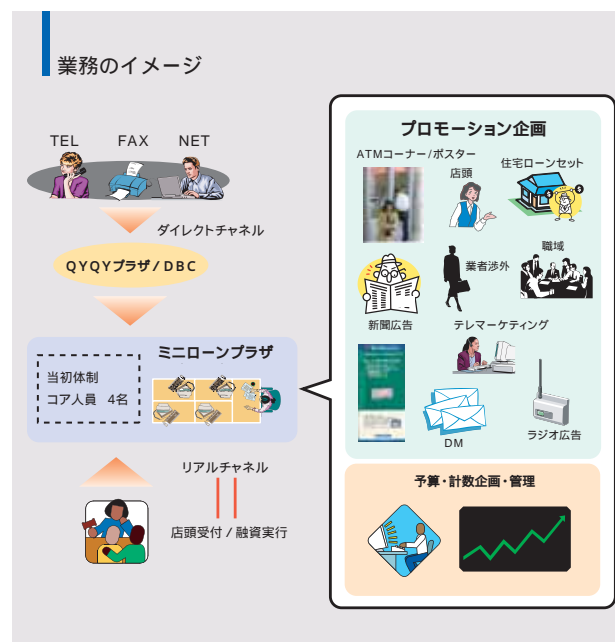 業務のイメージ
TEL
FAX
NET
ダイレクトチャネル
QYQYプラザ/DBC
ミニローンプラザ
当初体制
コア人員 4名
リアルチャネル
店頭受付/融資実行
プロモーション企画
ATMコーナー/ポスター
店頭
住宅ローンセット
新聞広告
業者渉外
職域
テレマーケティング
DM
ラジオ広告
予算・計数企画・管理